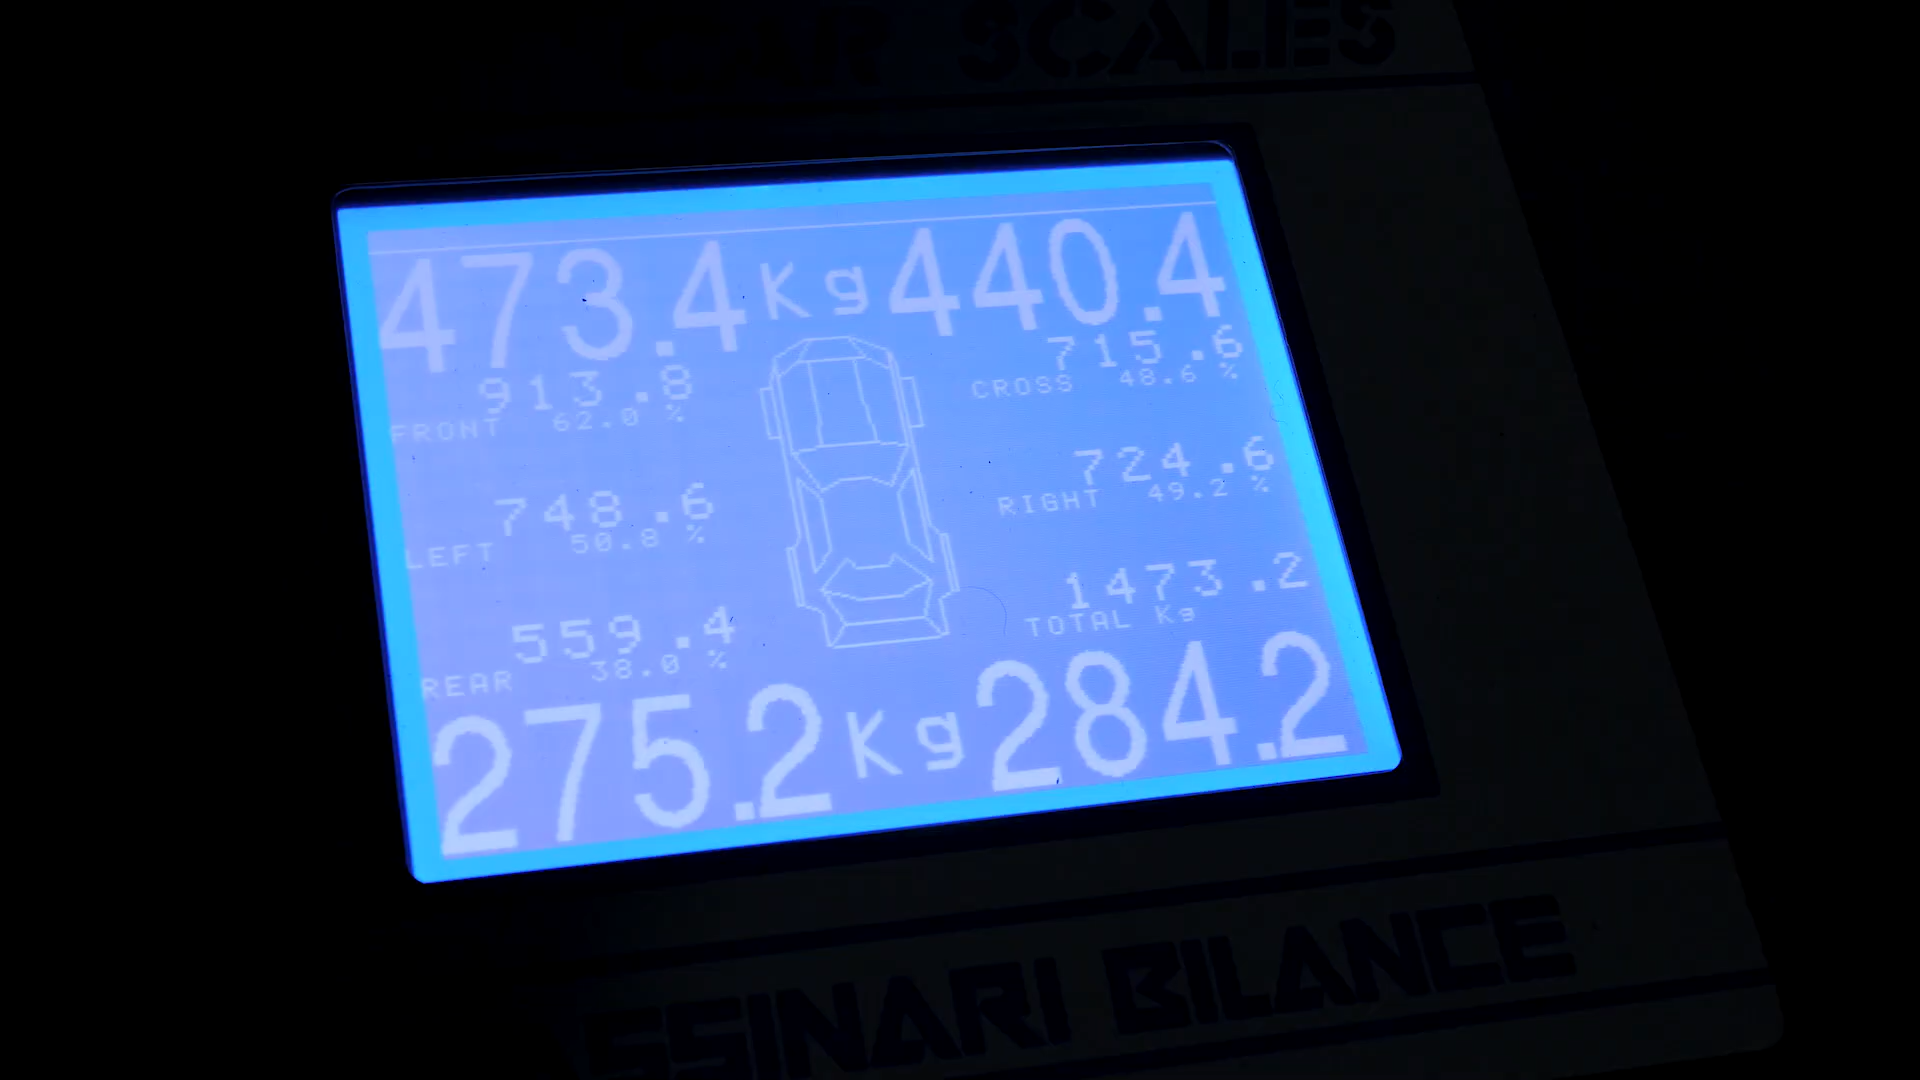 CAR SCALES
473.4 Kg 440.4
913.8
FRONT 62.0 %
715.6
CROSS 48.6 %
748.6
LEFT 50.8 %
724.6
RIGHT 49.2 %
559.4
REAR 38.0 %
1473.2
TOTAL Kg
275.2 Kg 284.2
SSINARI BILANCE